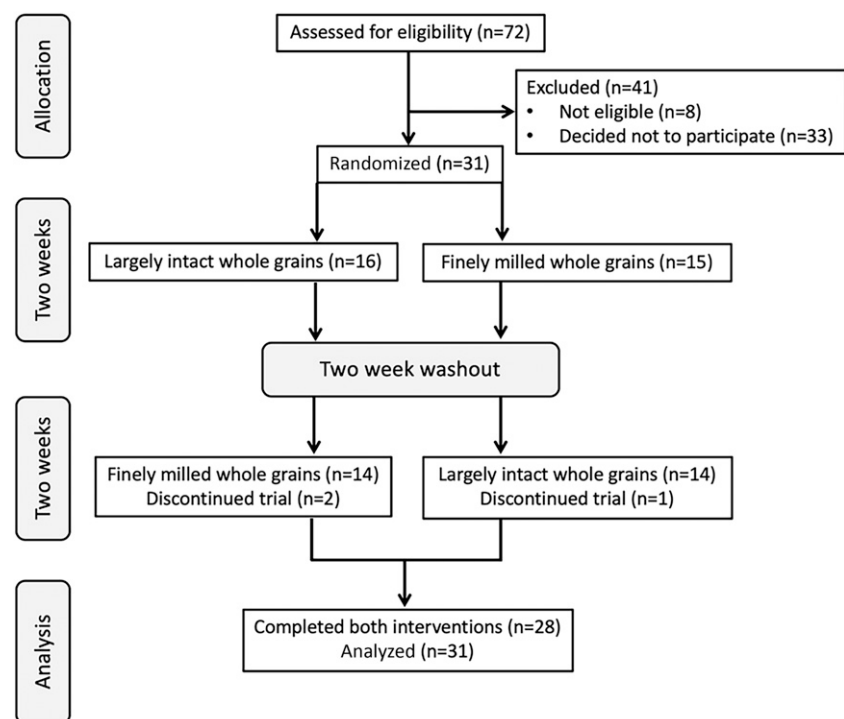 Allocation
Assessed for eligibility (n=72)
Excluded (n=41)
• Not eligible (n=8)
• Decided not to participate (n=33)
Randomized (n=31)
Two weeks
Largely intact whole grains (n=16)
Finely milled whole grains (n=15)
Two week washout
Two weeks
Finely milled whole grains (n=14)
Discontinued trial (n=2)
Largely intact whole grains (n=14)
Discontinued trial (n=1)
Analysis
Completed both interventions (n=28)
Analyzed (n=31)